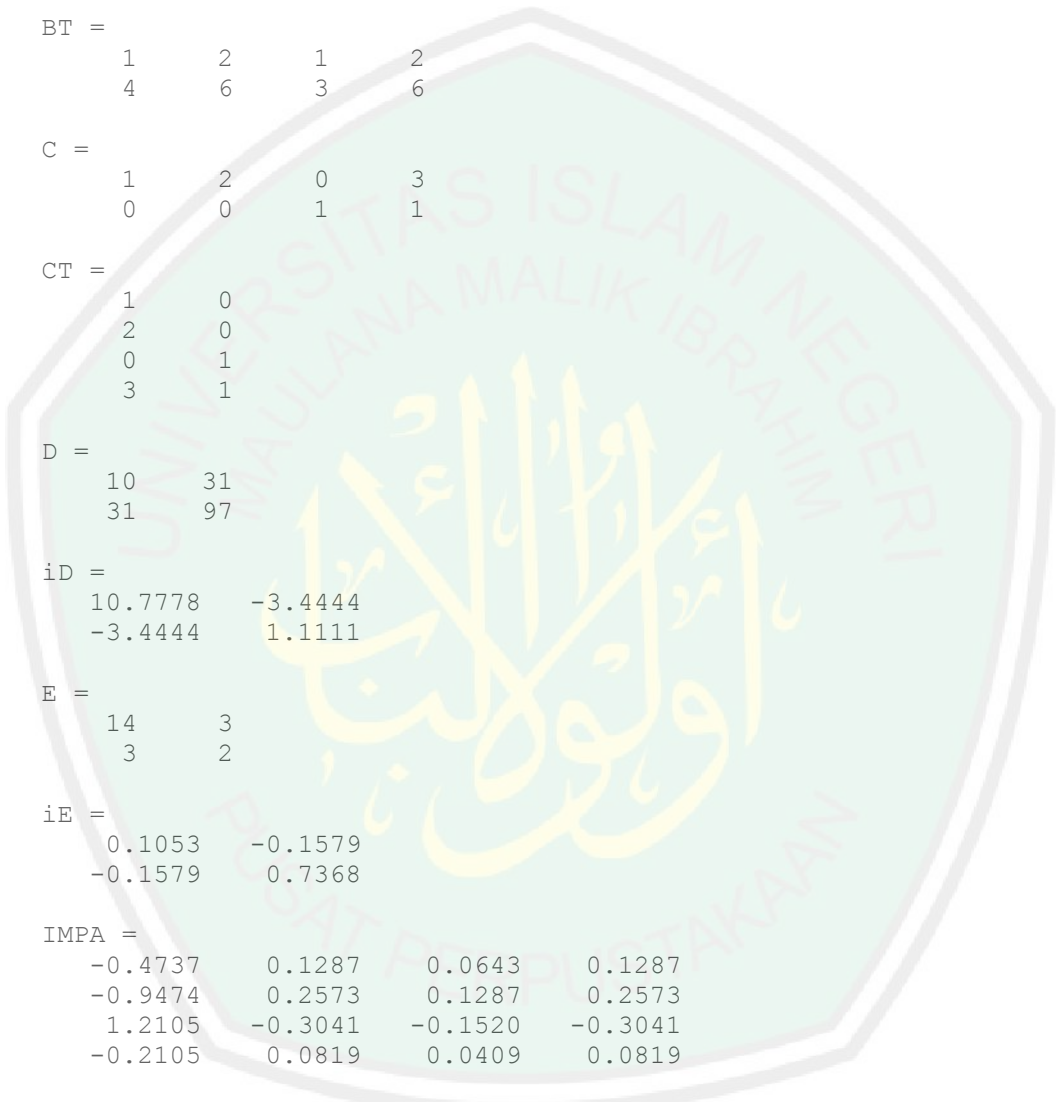 BT =
1 2 1 2
4 6 3 6
C =
1 2 0 3
0 0 1 1
CT =
1 0
2 0
0 1
3 1
D =
10 31
31 97
iD =
10.7778 -3.4444
-3.4444 1.1111
E =
14 3
3 2
iE =
0.1053 -0.1579
-0.1579 0.7368
IMPA =
-0.4737 0.1287 0.0643 0.1287
-0.9474 0.2573 0.1287 0.2573
1.2105 -0.3041 -0.1520 -0.3041
-0.2105 0.0819 0.0409 0.0819
UNIVERSITAS ISLAM NEGERI
MAULANA MALIK IBRAHIM
PUSAT PERPUSTAKAAN